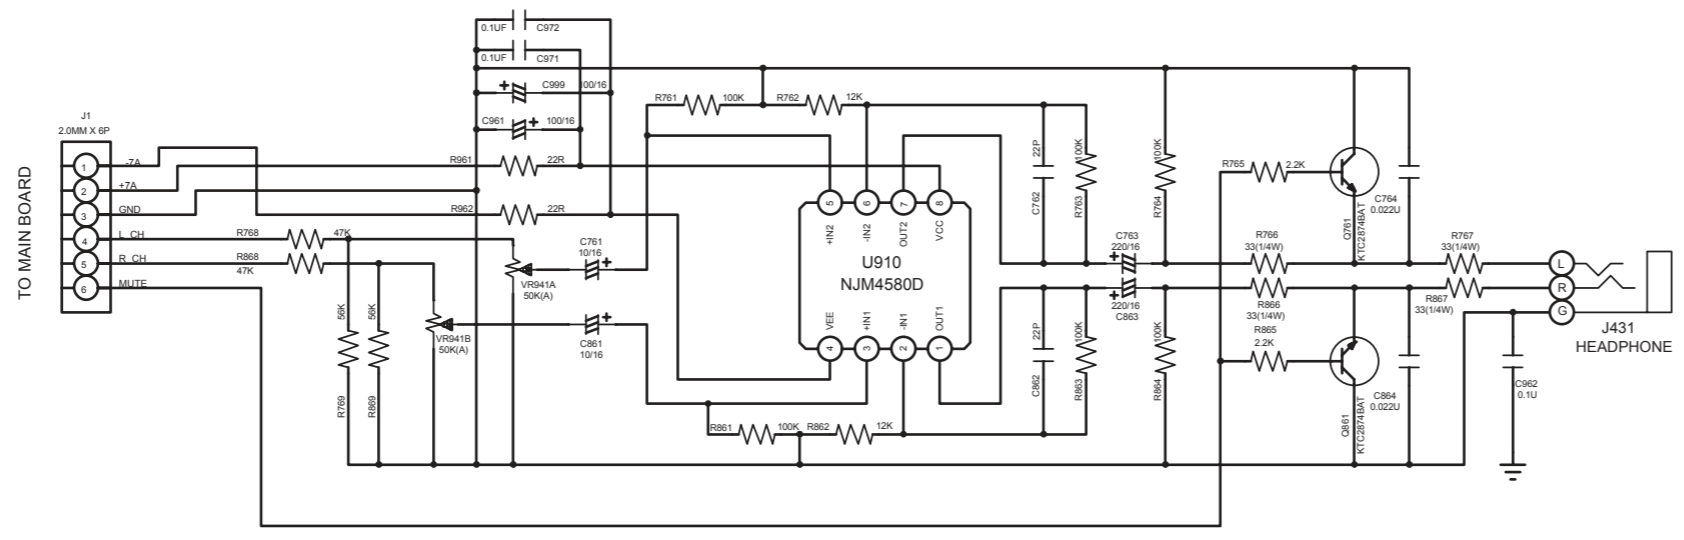 0.1UF C972
0.1UF C971
C999 100/16
C961 100/16
J1
2.0MM X 6P
TO MAIN BOARD
1 -7A
2 +7A
3 GND
4 L_CH
5 R_CH
6 MUTE
R961 22R
R962 22R
R768 47K
R868
47K
R769 56K
R869 56K
VR941A
50K(A)
VR941B
50K(A)
C761
10/16
C861
10/16
R761 100K R762 12K
5 6 7 8
+IN2 -IN2 OUT2 VCC
U910
NJM4580D
VEE +IN1 -IN1 OUT1
4 3 2 1
R861 100K R862 12K
22P
C762
100K
R763
100K
R764
C763
220/16
220/16
C863
22P
C862
100K
R863
100K
R864
R765 2.2K
Q761
KTC2874BAT
C764
0.022U
R766
33(1/4W)
R767
33(1/4W)
R866
33(1/4W)
R867
33(1/4W)
R865
2.2K
Q861
KTC2874BAT
C864
0.022U
L
R
G
J431
HEADPHONE
C962
0.1U